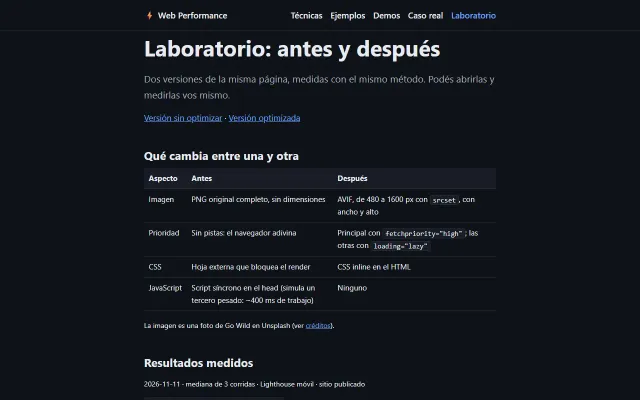 Web Performance
Técnicas Ejemplos Demos Caso real Laboratorio
Laboratorio: antes y después
Dos versiones de la misma página, medidas con el mismo método. Podés abrirlas y
medirlas vos mismo.
Versión sin optimizar · Versión optimizada
Qué cambia entre una y otra
Aspecto Antes Después
Imagen PNG original completo, sin dimensiones AVIF, de 480 a 1600 px con srcset, con
ancho y alto
Prioridad Sin pistas: el navegador adivina Principal con fetchpriority="high"; las
otras con loading="lazy"
CSS Hoja externa que bloquea el render CSS inline en el HTML
JavaScript Script síncrono en el head (simula un Ninguno
tercero pesado: ~400 ms de trabajo)
La imagen es una foto de Go Wild en Unsplash (ver créditos).
Resultados medidos
2026-11-11 · mediana de 3 corridas · Lighthouse móvil · sitio publicado